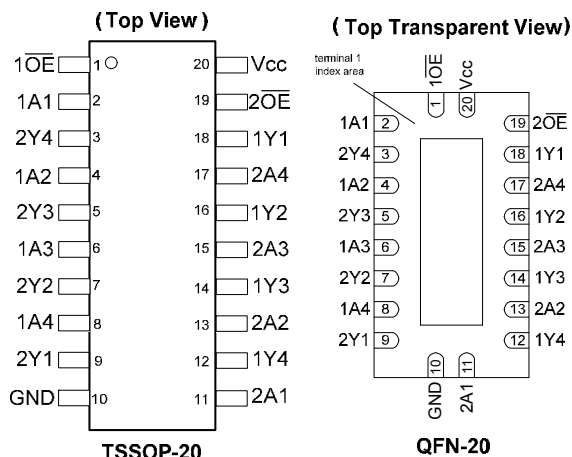 ( Top View )
1O̅E̅ 1 20 Vcc
1A1 2 19 2O̅E̅
2Y4 3 18 1Y1
1A2 4 17 2A4
2Y3 5 16 1Y2
1A3 6 15 2A3
2Y2 7 14 1Y3
1A4 8 13 2A2
2Y1 9 12 1Y4
GND 10 11 2A1
TSSOP-20
( Top Transparent View)
terminal 1
index area
1O̅E̅ Vcc
1 20
1A1 2 19 2O̅E̅
2Y4 3 18 1Y1
1A2 4 17 2A4
2Y3 5 16 1Y2
1A3 6 15 2A3
2Y2 7 14 1Y3
1A4 8 13 2A2
2Y1 9 12 1Y4
10 11
GND 2A1
QFN-20